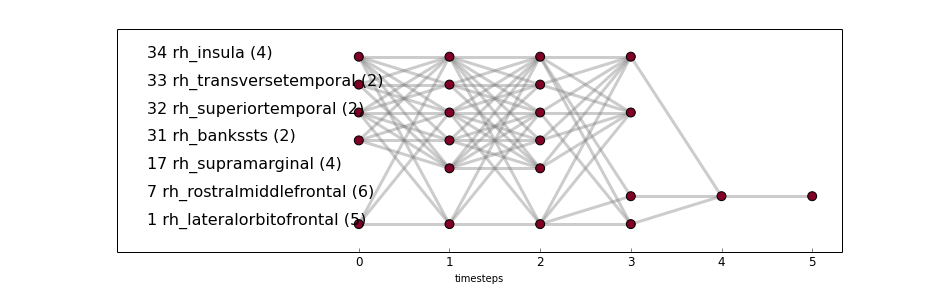 34 rh_insula (4)
33 rh_transversetemporal (2)
32 rh_superiortemporal (2)
31 rh_bankssts (2)
17 rh_supramarginal (4)
7 rh_rostralmiddlefrontal (6)
1 rh_lateralorbitofrontal (5)
0 1 2 3 4 5
timesteps